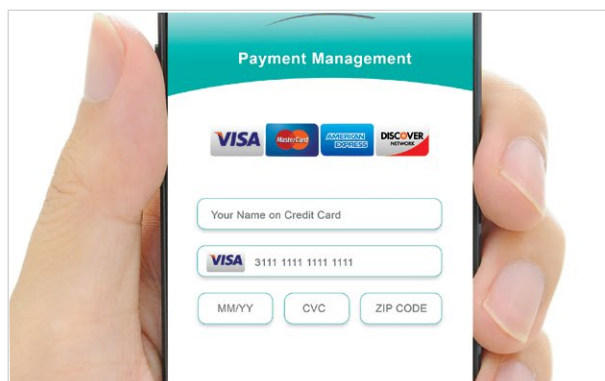 Payment Management
VISA MasterCard AMERICAN EXPRESS DISCOVER NETWORK
Your Name on Credit Card
VISA 3111 1111 1111 1111
MM/YY CVC ZIP CODE